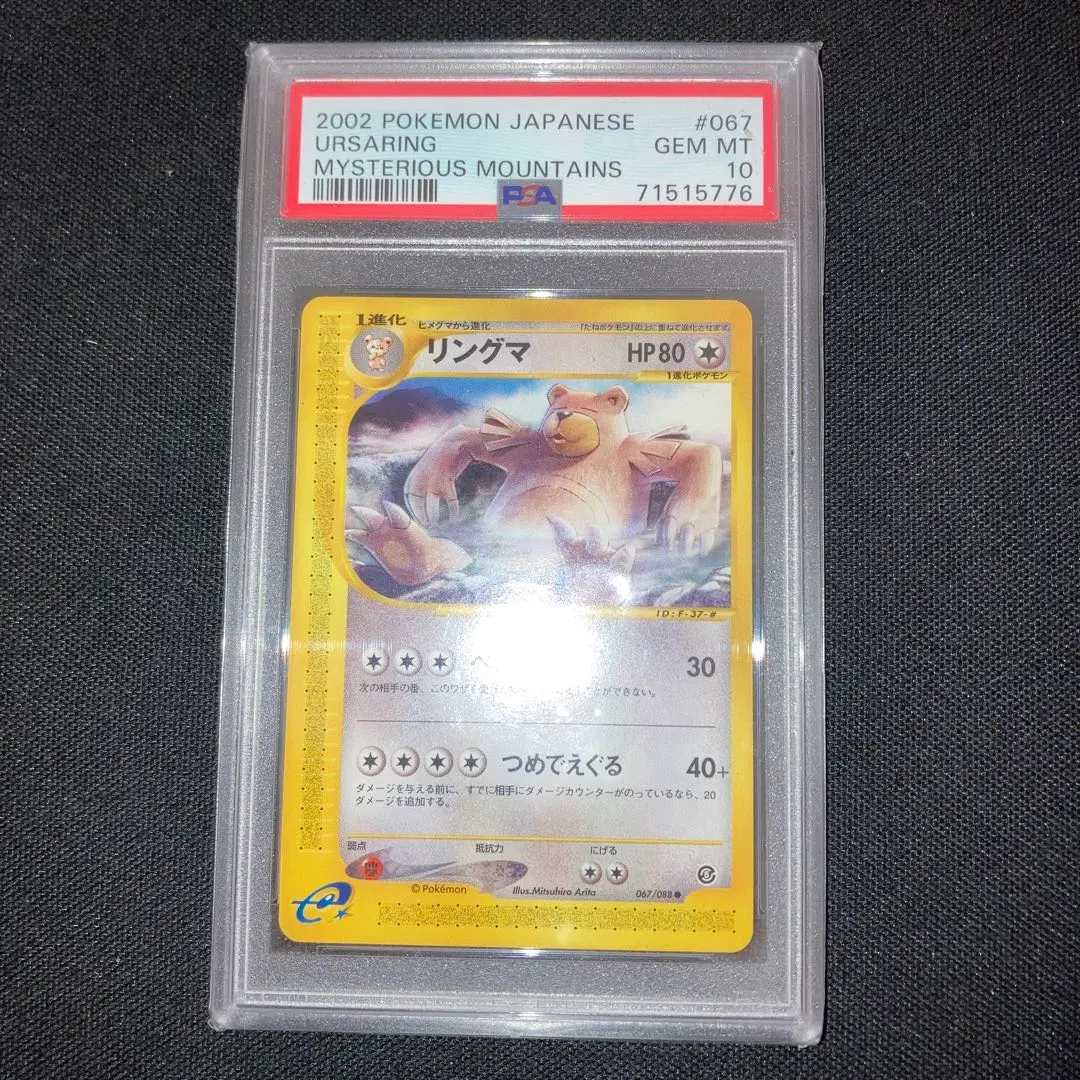 2002 POKEMON JAPANESE #067
URSARING GEM MT
MYSTERIOUS MOUNTAINS 10
PSA 71515776
1進化 ヒメグマから進化 「たねポケモン」の上に重ねて進化させます。
リングマ HP80
1進化ポケモン
ID:F-37-#
30
次の相手の番、このワザを ことができない。
つめでえぐる 40+
ダメージを与える前に、すでに相手にダメージカウンターがのっているなら、20
ダメージを追加する。
弱点 抵抗力 にげる
©Pokémon Illus.Mitsuhiro Arita 067/088
e